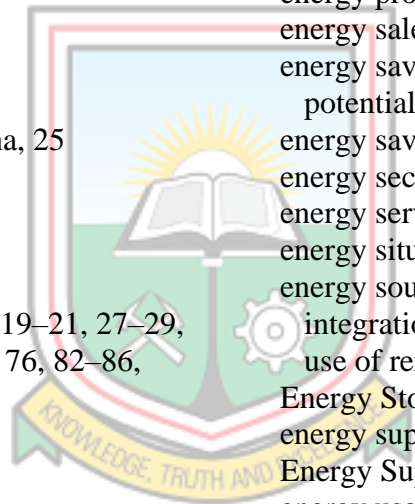 na, 25
19–21, 27–29,
76, 82–86,
energy pro
energy sale
energy sav
potential
energy sav
energy sec
energy serv
energy situ
energy sou
integratio
use of re
Energy Sto
energy sup
Energy Su
KNOWLEDGE, TRUTH AND EXCELLENCE